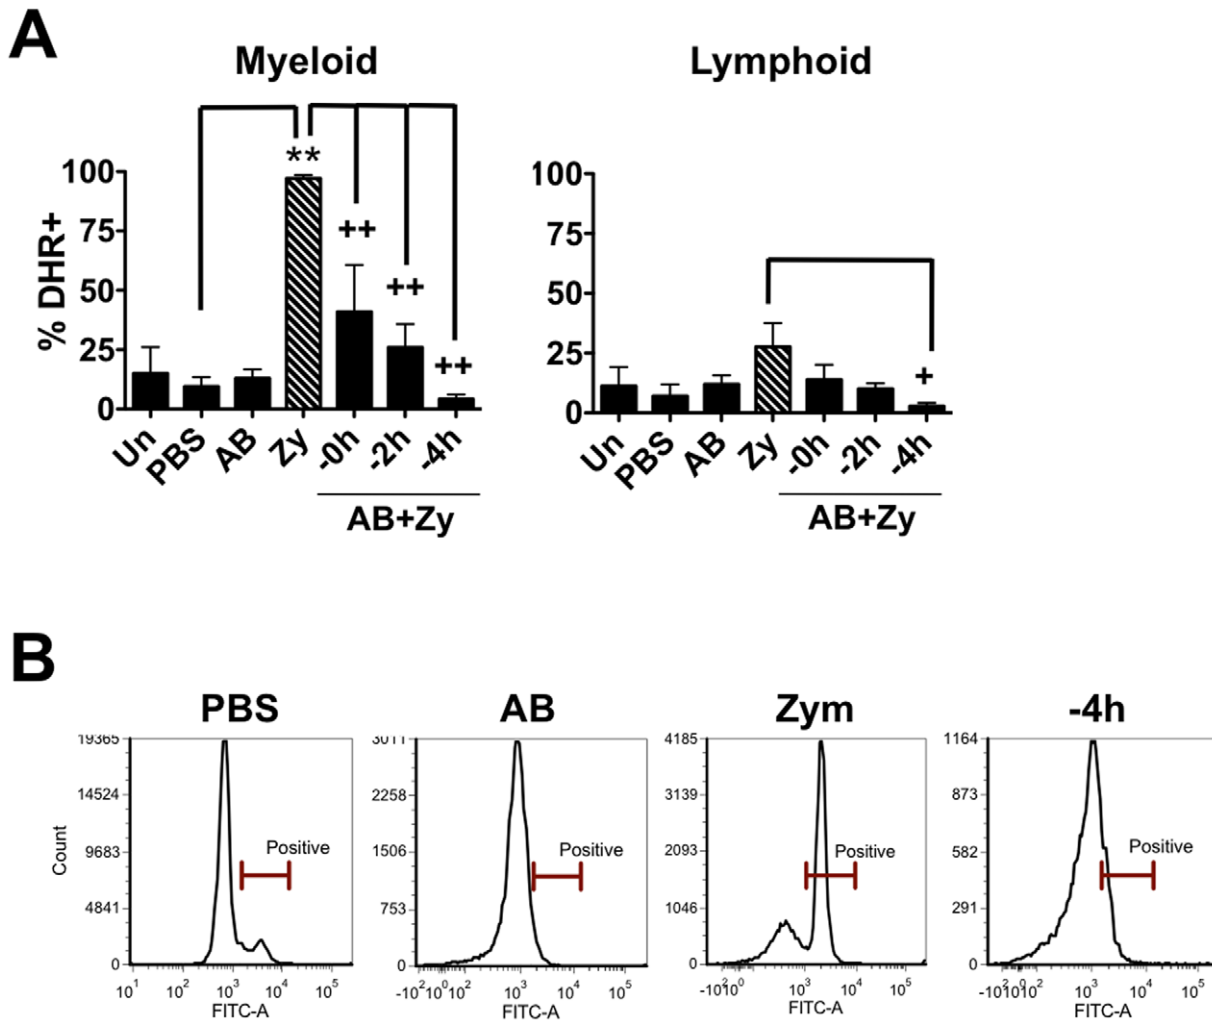 A
Myeloid
Lymphoid
% DHR+
100
75
50
25
0
**
++
++
++
Un
PBS
AB
Zy
-0h
-2h
-4h
AB+Zy
100
75
50
25
0
+
Un
PBS
AB
Zy
-0h
-2h
-4h
AB+Zy
B
PBS
AB
Zym
-4h
Count
19365
14524
9683
4841
0
Positive
10¹ 10² 10³ 10⁴ 10⁵
FITC-A
3011
2258
1506
753
0
Positive
10³ 10⁴ 10⁵
FITC-A
4185
3139
2093
1046
0
Positive
10³ 10⁴ 10⁵
FITC-A
1164
873
582
291
0
Positive
10² 10³ 10⁴ 10⁵
FITC-A